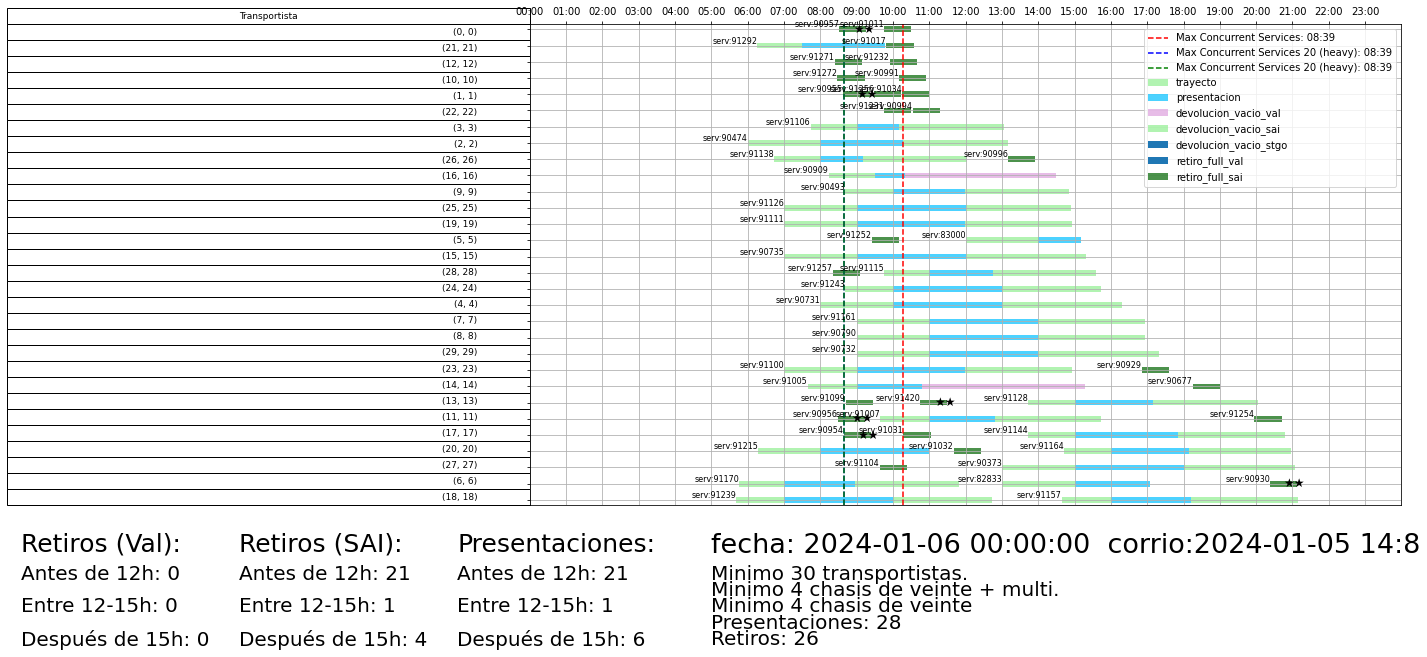 Transportista
00:00 01:00 02:00 03:00 04:00 05:00 06:00 07:00 08:00 09:00 10:00 11:00 12:00 13:00 14:00 15:00 16:00 17:00 18:00 19:00 20:00 21:00 22:00 23:00
(0, 0) serv:90957 serv:91011
(21, 21) serv:91292 serv:91017
(12, 12) serv:91271 serv:91232
(10, 10) serv:91272 serv:90991
(1, 1) serv:91034
(22, 22) serv:90994
(3, 3) serv:91106
(2, 2) serv:90474
(26, 26) serv:91138 serv:90996
(16, 16) serv:90909
(9, 9) serv:90493
(25, 25) serv:91126
(19, 19) serv:91111
(5, 5) serv:91252 serv:83000
(15, 15) serv:90735
(28, 28) serv:91257 serv:91115
(24, 24) serv:91243
(4, 4) serv:90731
(7, 7) serv:91161
(8, 8) serv:90790
(29, 29) serv:90732
(23, 23) serv:91100 serv:90929
(14, 14) serv:91005 serv:90677
(13, 13) serv:91099 serv:91420 serv:91128
(11, 11) serv:90956 serv:91007 serv:91254
(17, 17) serv:90954 serv:91031 serv:91144
(20, 20) serv:91215 serv:91032 serv:91164
(27, 27) serv:91104 serv:90373
(6, 6) serv:91170 serv:82833 serv:90930
(18, 18) serv:91239 serv:91157
Max Concurrent Services: 08:39
Max Concurrent Services 20 (heavy): 08:39
Max Concurrent Services 20 (heavy): 08:39
trayecto
presentacion
devolucion_vacio_val
devolucion_vacio_sai
devolucion_vacio_stgo
retiro_full_val
retiro_full_sai
Retiros (Val):
Antes de 12h: 0
Entre 12-15h: 0
Después de 15h: 0
Retiros (SAI):
Antes de 12h: 21
Entre 12-15h: 1
Después de 15h: 4
Presentaciones:
Antes de 12h: 21
Entre 12-15h: 1
Después de 15h: 6
fecha: 2024-01-06 00:00:00 corrio:2024-01-05 14:8
Minimo 30 transportistas.
Minimo 4 chasis de veinte + multi.
Minimo 4 chasis de veinte
Presentaciones: 28
Retiros: 26